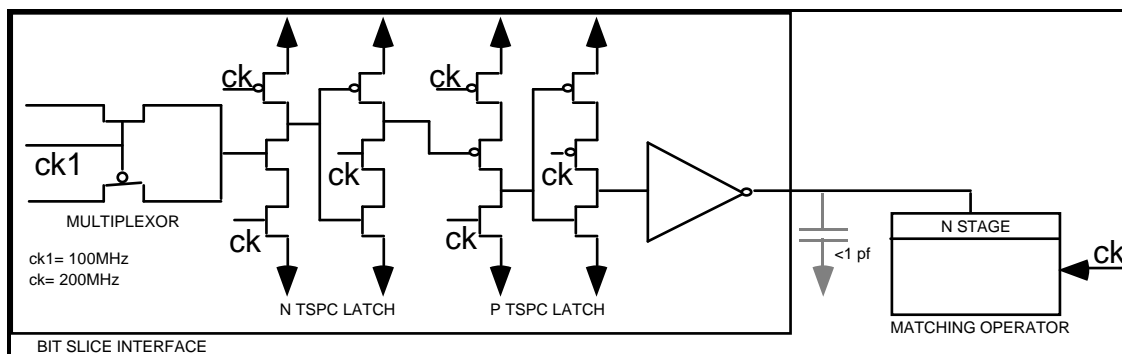 ck
ck
ck1
ck
ck
ck
ck
ck
MULTIPLEXOR
ck1= 100MHz
ck= 200MHz
N TSPC LATCH
P TSPC LATCH
<1 pf
N STAGE
ck
MATCHING OPERATOR
BIT SLICE INTERFACE